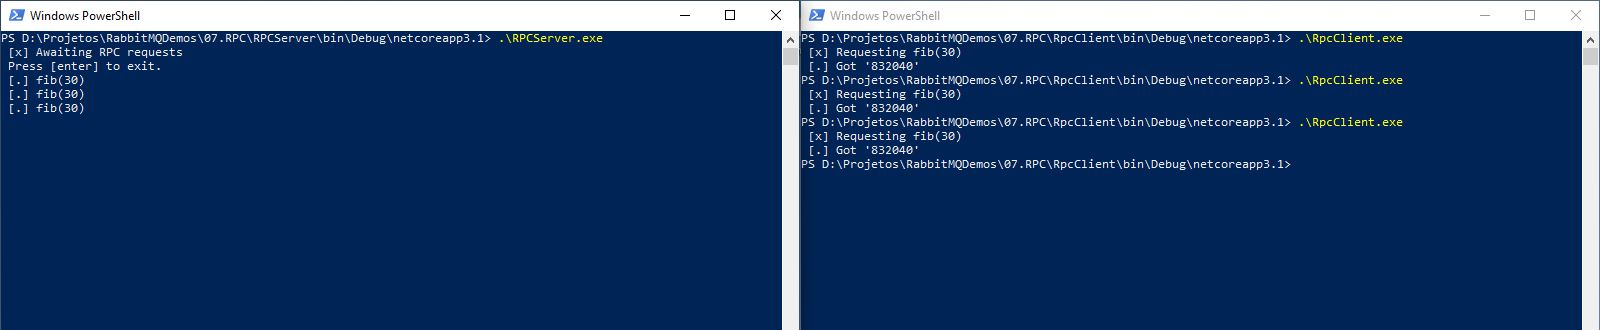 Windows PowerShell
PS D:\Projetos\RabbitMQDemos\07.RPC\RPCServer\bin\Debug\netcoreapp3.1> .\RPCServer.exe
[x] Awaiting RPC requests
Press [enter] to exit.
[.] fib(30)
[.] fib(30)
[.] fib(30)
Windows PowerShell
PS D:\Projetos\RabbitMQDemos\07.RPC\RpcClient\bin\Debug\netcoreapp3.1> .\RpcClient.exe
[x] Requesting fib(30)
[.] Got '832040'
PS D:\Projetos\RabbitMQDemos\07.RPC\RpcClient\bin\Debug\netcoreapp3.1> .\RpcClient.exe
[x] Requesting fib(30)
[.] Got '832040'
PS D:\Projetos\RabbitMQDemos\07.RPC\RpcClient\bin\Debug\netcoreapp3.1> .\RpcClient.exe
[x] Requesting fib(30)
[.] Got '832040'
PS D:\Projetos\RabbitMQDemos\07.RPC\RpcClient\bin\Debug\netcoreapp3.1>